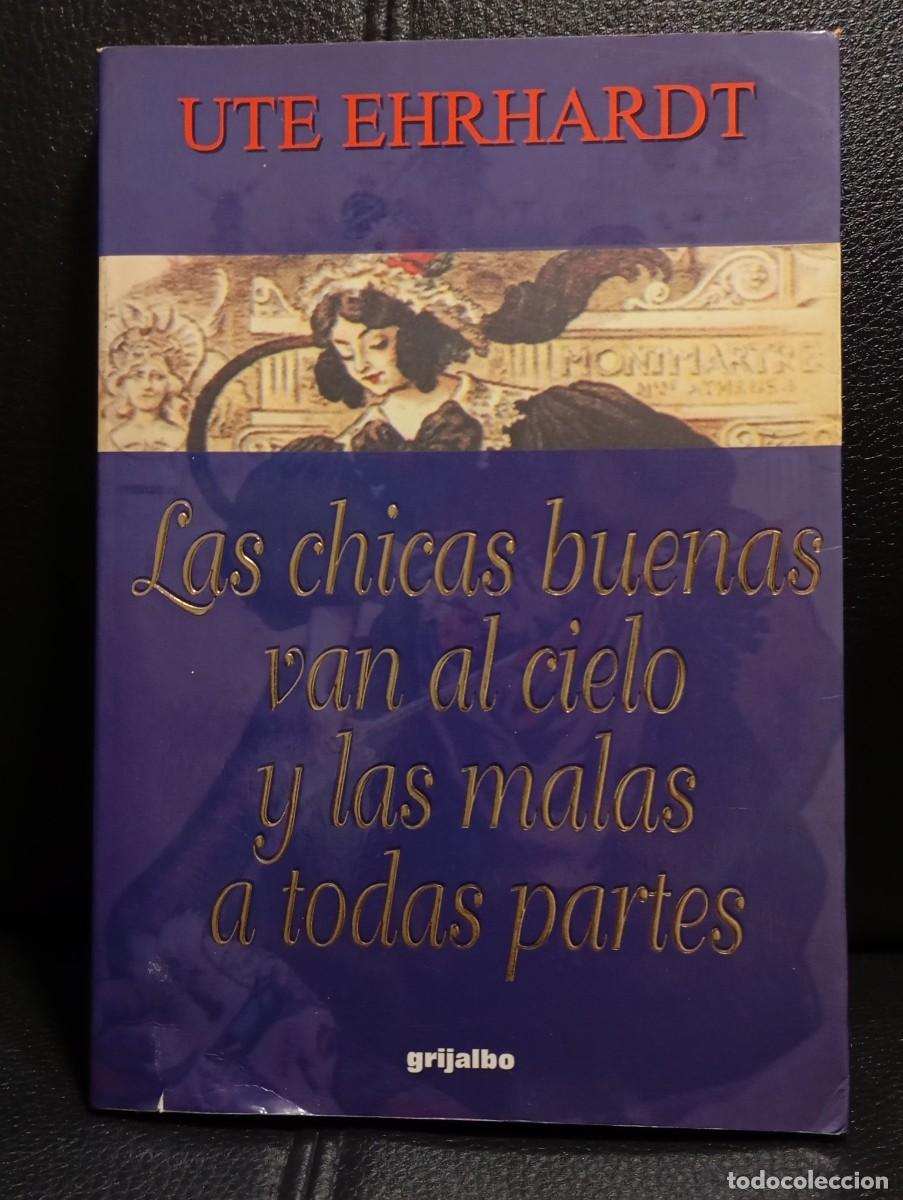 UTE EHRHARDT
MONTMARTRE
Las chicas buenas
van al cielo
y las malas
a todas partes
grijalbo
todocoleccion